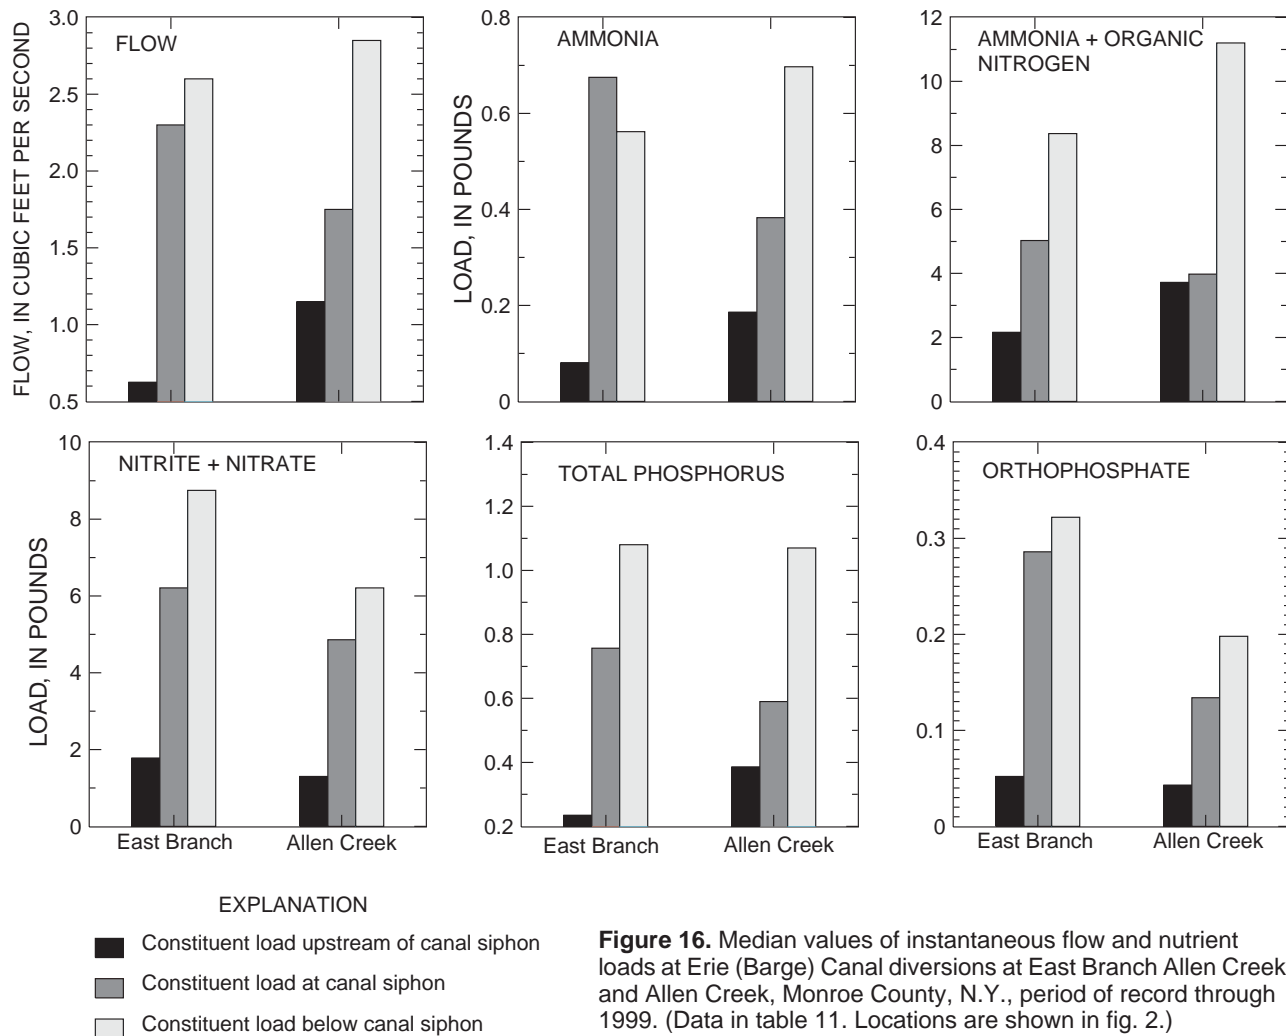 FLOW, IN CUBIC FEET PER SECOND
3.0
2.5
2.0
1.5
1.0
0.5
FLOW
LOAD, IN POUNDS
0.8
0.6
0.4
0.2
0
AMMONIA
12
10
8
6
4
2
0
AMMONIA + ORGANIC
NITROGEN
LOAD, IN POUNDS
10
8
6
4
2
0
NITRITE + NITRATE
East Branch Allen Creek
1.4
1.2
1.0
0.8
0.6
0.4
0.2
TOTAL PHOSPHORUS
East Branch Allen Creek
0.4
0.3
0.2
0.1
0
ORTHOPHOSPHATE
East Branch Allen Creek
EXPLANATION
Constituent load upstream of canal siphon
Constituent load at canal siphon
Constituent load below canal siphon
Figure 16. Median values of instantaneous flow and nutrient
loads at Erie (Barge) Canal diversions at East Branch Allen Creek
and Allen Creek, Monroe County, N.Y., period of record through
1999. (Data in table 11. Locations are shown in fig. 2.)